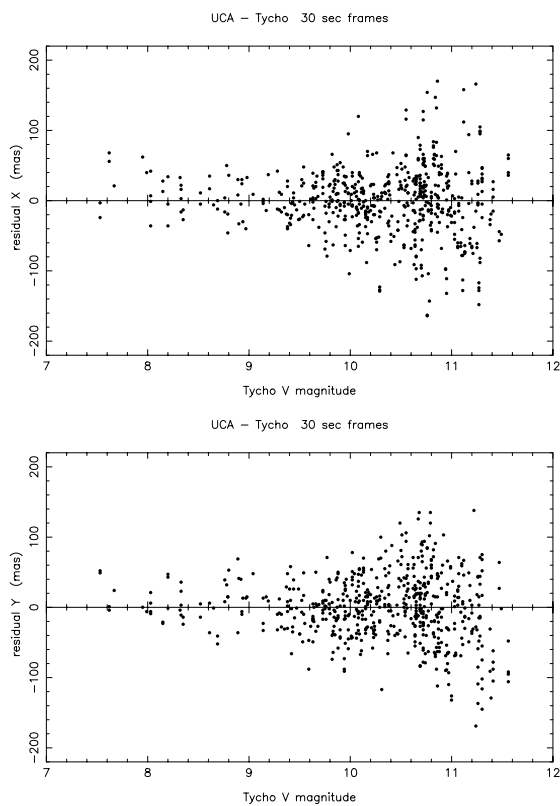 UCA – Tycho 30 sec frames
200
100
0
−100
−200
residual X (mas)
7 8 9 10 11 12
Tycho V magnitude
UCA – Tycho 30 sec frames
200
100
0
−100
−200
residual Y (mas)
7 8 9 10 11 12
Tycho V magnitude